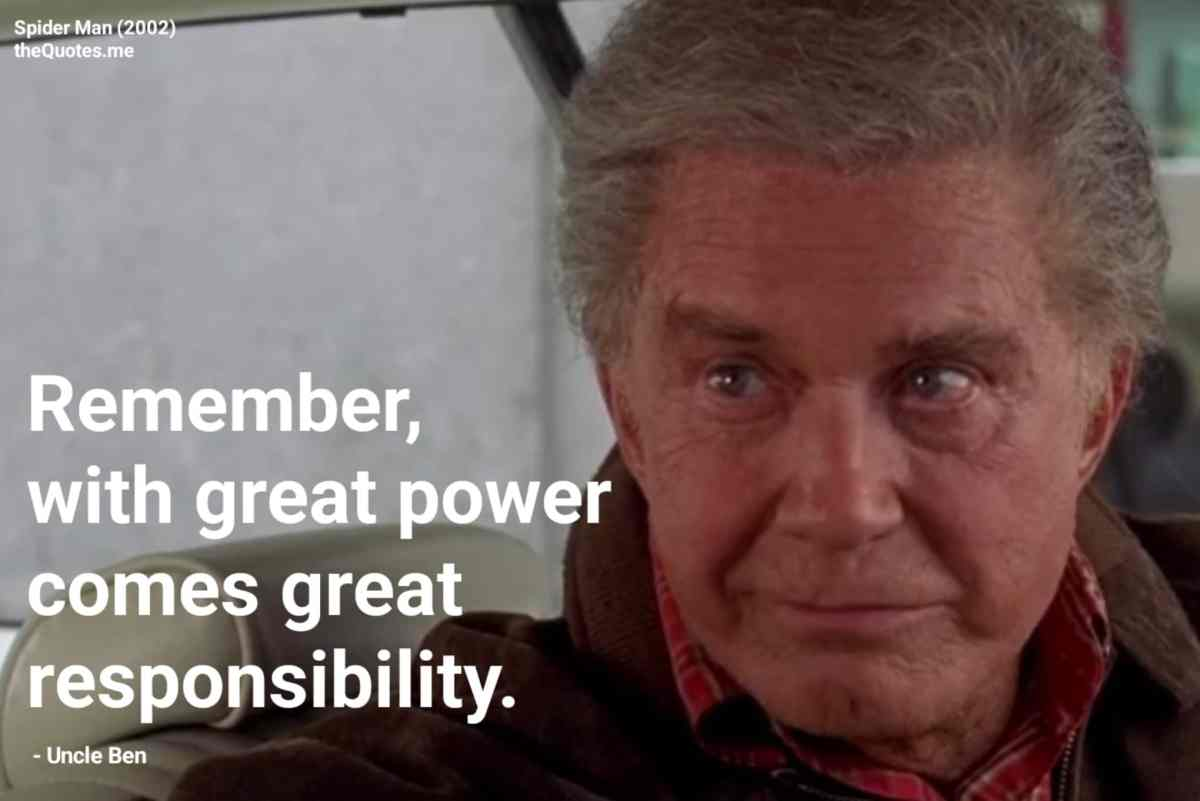 Spider Man (2002)
theQuotes.me
Remember,
with great power
comes great
responsibility.
- Uncle Ben